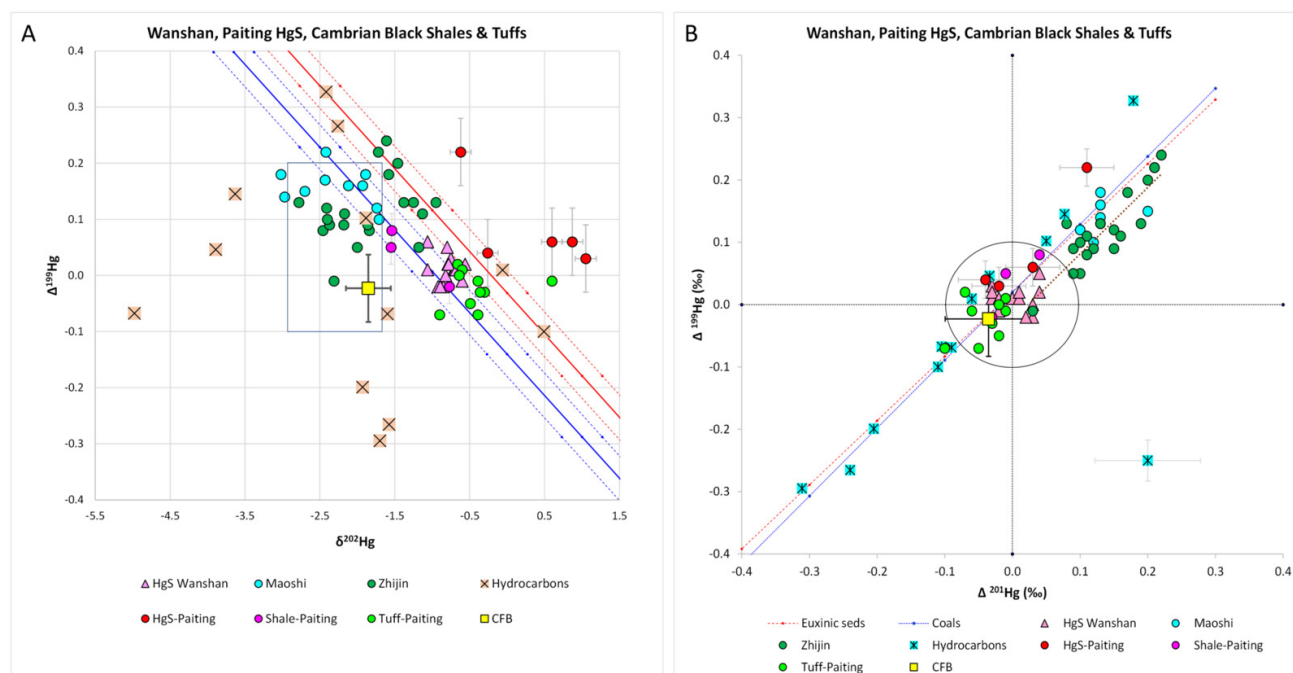 A
Wanshan, Paiting HgS, Cambrian Black Shales & Tuffs
0.4
0.3
0.2
0.1
0.0
-0.1
-0.2
-0.3
-0.4
Δ¹⁹⁹Hg
-5.5 -4.5 -3.5 -2.5 -1.5 -0.5 0.5 1.5
δ²⁰²Hg
HgS Wanshan Maoshi Zhijin Hydrocarbons
HgS-Paiting Shale-Paiting Tuff-Paiting CFB
B
Wanshan, Paiting HgS, Cambrian Black Shales & Tuffs
0.4
0.3
0.2
0.1
0.0
-0.1
-0.2
-0.3
-0.4
Δ ¹⁹⁹Hg (‰)
-0.4 -0.3 -0.2 -0.1 0.0 0.1 0.2 0.3 0.4
Δ ²⁰¹Hg (‰)
Euxinic seds Coals HgS Wanshan Maoshi
Zhijin Hydrocarbons HgS-Paiting Shale-Paiting
Tuff-Paiting CFB